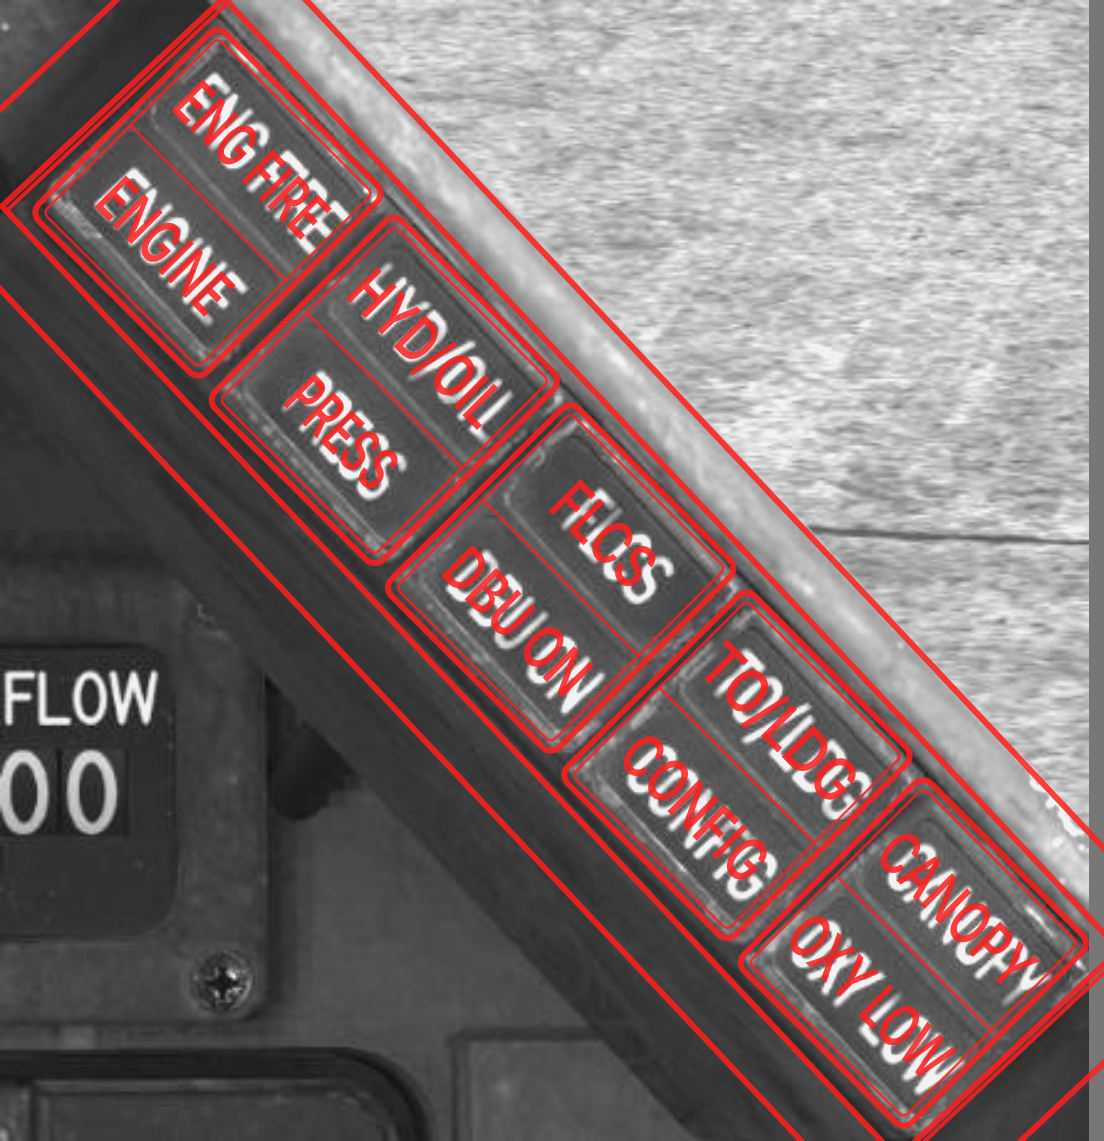 ENG FIRE
ENGINE
HYD/OIL
PRESS
FLCS
DBU ON
TO/LDG
CONFIG
CANOPY
OXY LOW
FLOW
00